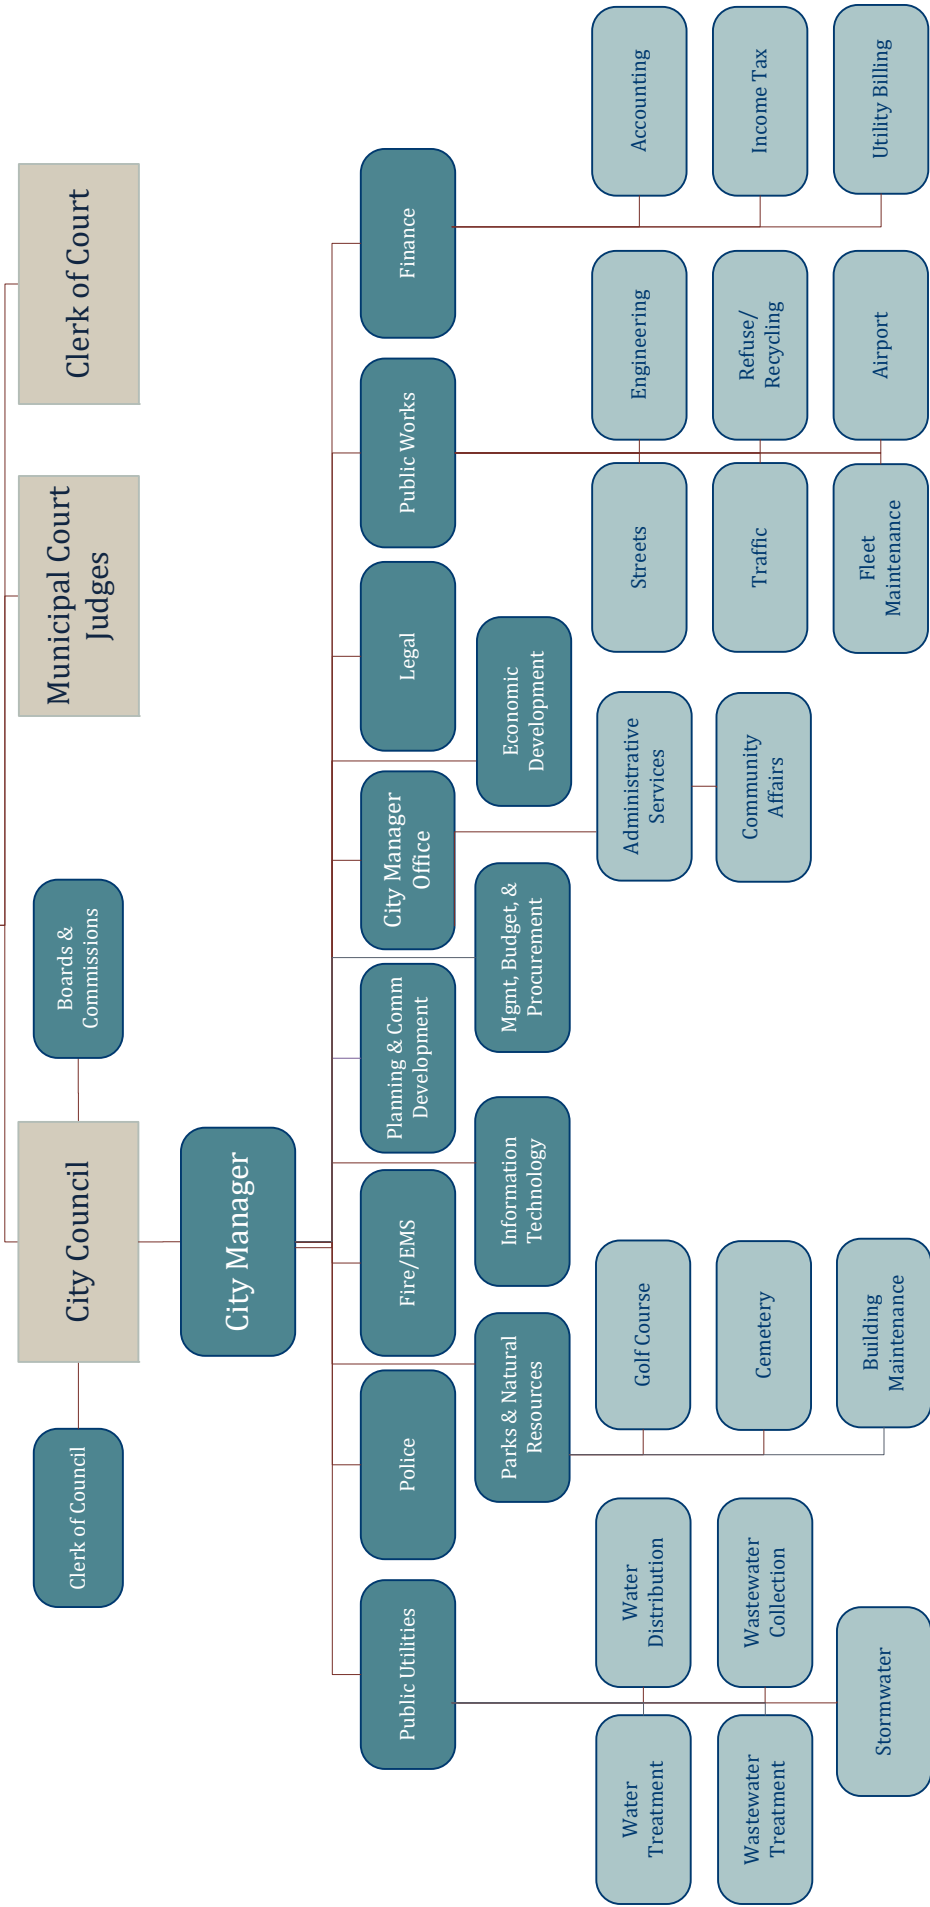 Clerk of Council
City Council
Boards &
Commissions
Municipal Court
Judges
Clerk of Court
City Manager
Public Utilities
Police
Fire/EMS
Planning & Comm
Development
City Manager
Office
Legal
Public Works
Finance
Parks & Natural
Resources
Information
Technology
Mgmt, Budget, &
Procurement
Economic
Development
Water
Treatment
Water
Distribution
Golf Course
Administrative
Services
Streets
Engineering
Accounting
Wastewater
Treatment
Wastewater
Collection
Cemetery
Community
Affairs
Traffic
Refuse/
Recycling
Income Tax
Stormwater
Building
Maintenance
Fleet
Maintenance
Airport
Utility Billing